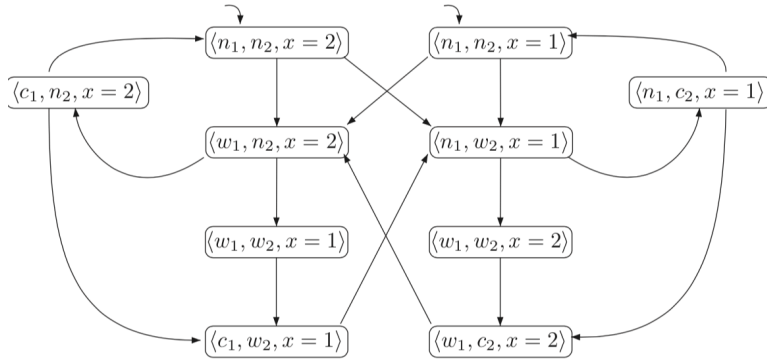 ⟨n₁, n₂, x = 2⟩ ⟨n₁, n₂, x = 1⟩
⟨c₁, n₂, x = 2⟩ ⟨n₁, c₂, x = 1⟩
⟨w₁, n₂, x = 2⟩ ⟨n₁, w₂, x = 1⟩
⟨w₁, w₂, x = 1⟩ ⟨w₁, w₂, x = 2⟩
⟨c₁, w₂, x = 1⟩ ⟨w₁, c₂, x = 2⟩